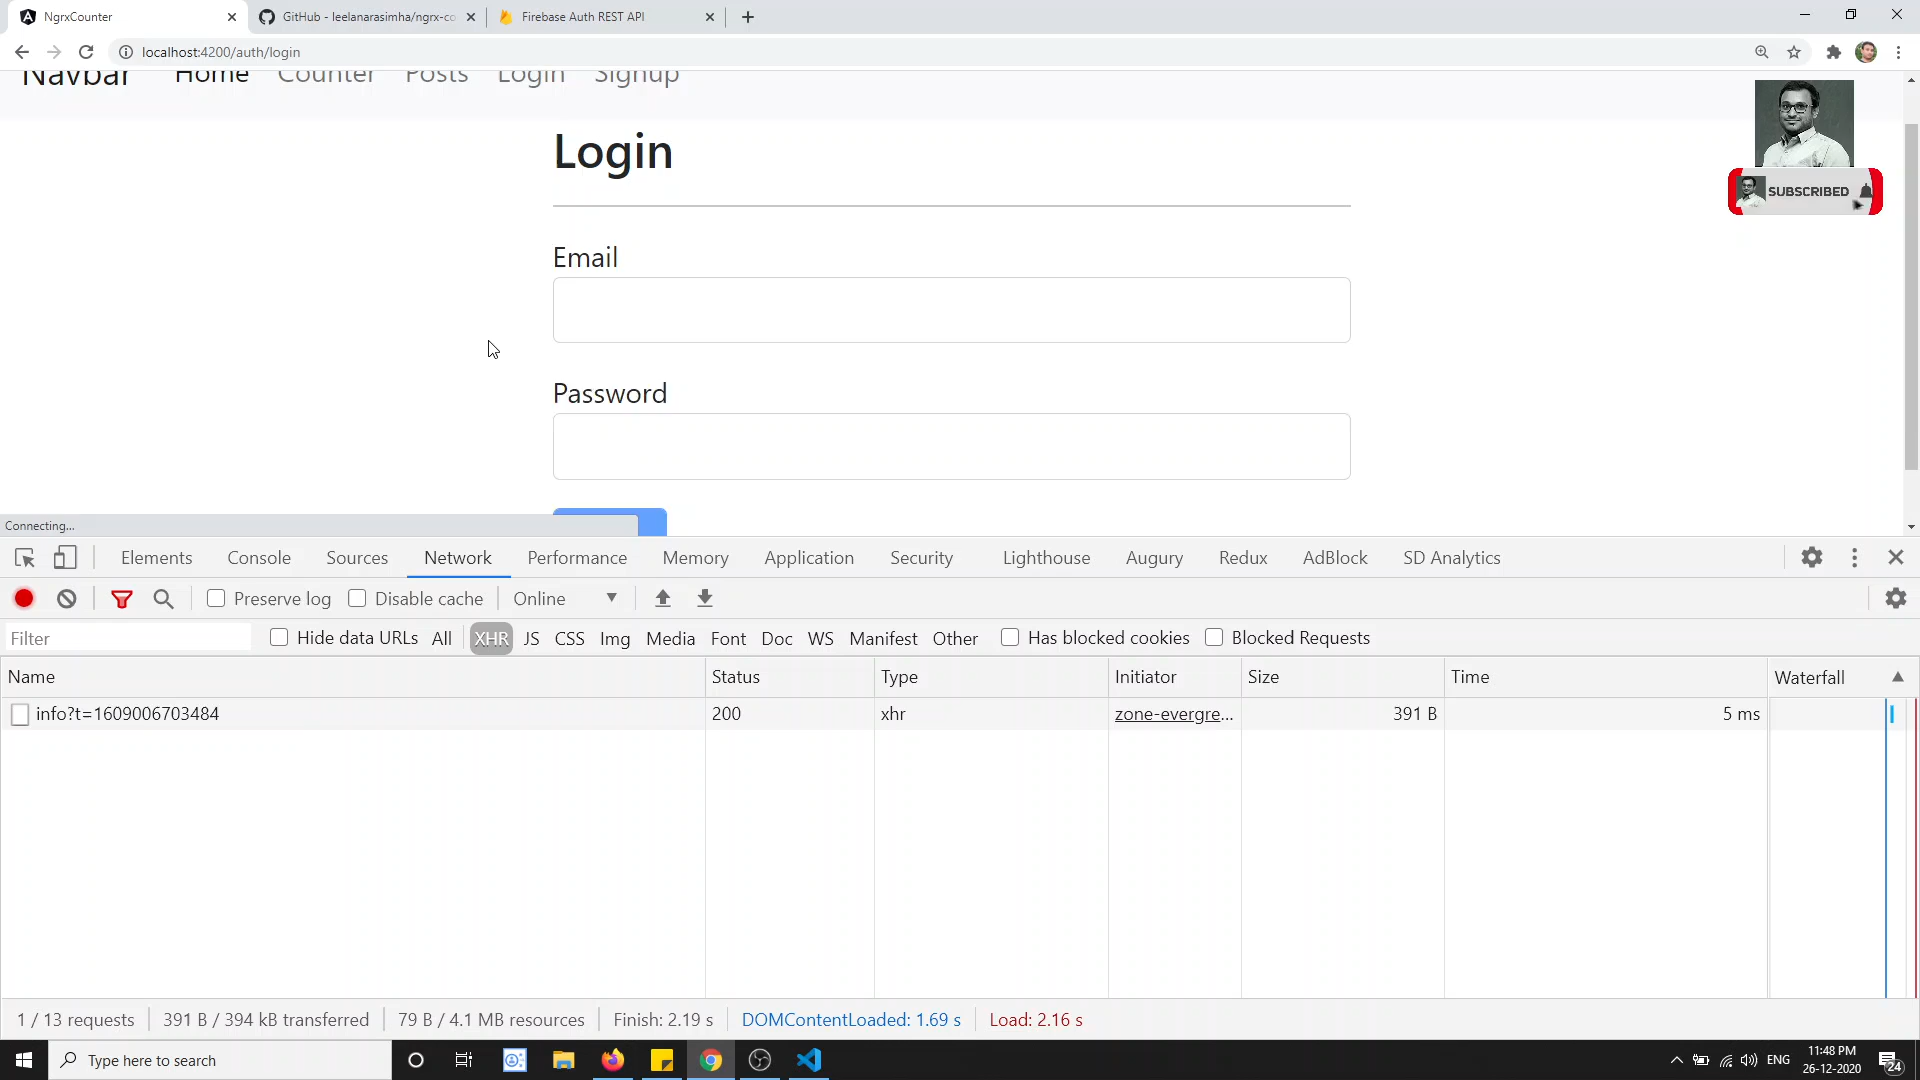 NgrxCounter
GitHub - leelanarasimha/ngrx-co
Firebase Auth REST API
localhost:4200/auth/login
Navbar Home Counter Posts Login Signup
SUBSCRIBED
Login
Email
Password
Connecting...
Elements Console Sources Network Performance Memory Application Security Lighthouse Augury Redux AdBlock SD Analytics
Preserve log Disable cache Online
Filter Hide data URLs All XHR JS CSS Img Media Font Doc WS Manifest Other Has blocked cookies Blocked Requests
Name Status Type Initiator Size Time Waterfall
info?t=1609006703484 200 xhr zone-evergre... 391 B 5 ms
1 / 13 requests 391 B / 394 kB transferred 79 B / 4.1 MB resources Finish: 2.19 s DOMContentLoaded: 1.69 s Load: 2.16 s
Type here to search
ENG
11:48 PM
26-12-2020
24